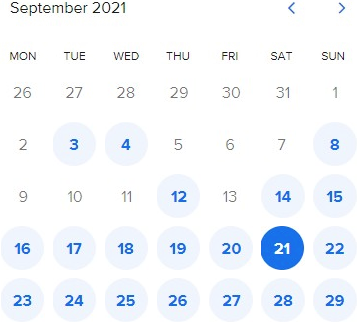 September 2021
MON TUE WED THU FRI SAT SUN
26 27 28 29 30 31 1
2 3 4 5 6 7 8
9 10 11 12 13 14 15
16 17 18 19 20 21 22
23 24 25 26 27 28 29